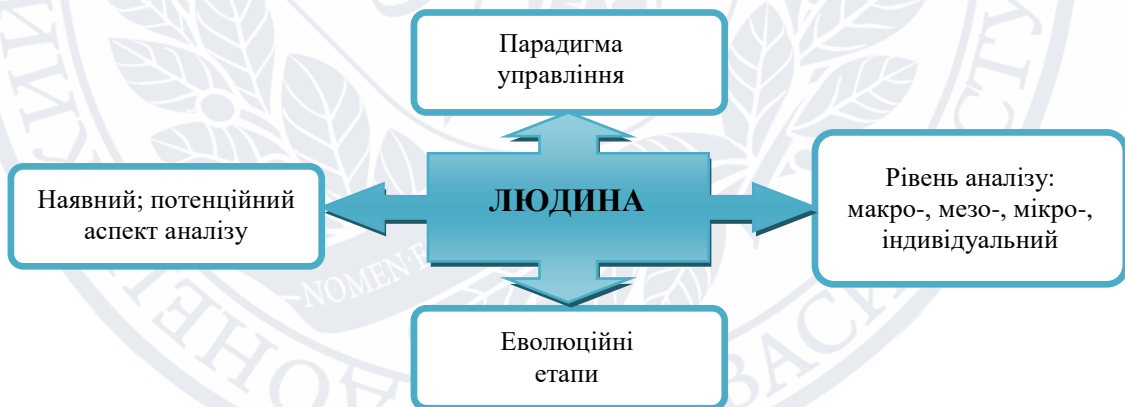 Парадигма
управління
Наявний; потенційний
аспект аналізу
ЛЮДИНА
Рівень аналізу:
макро-, мезо-, мікро-,
індивідуальний
Еволюційні
етапи